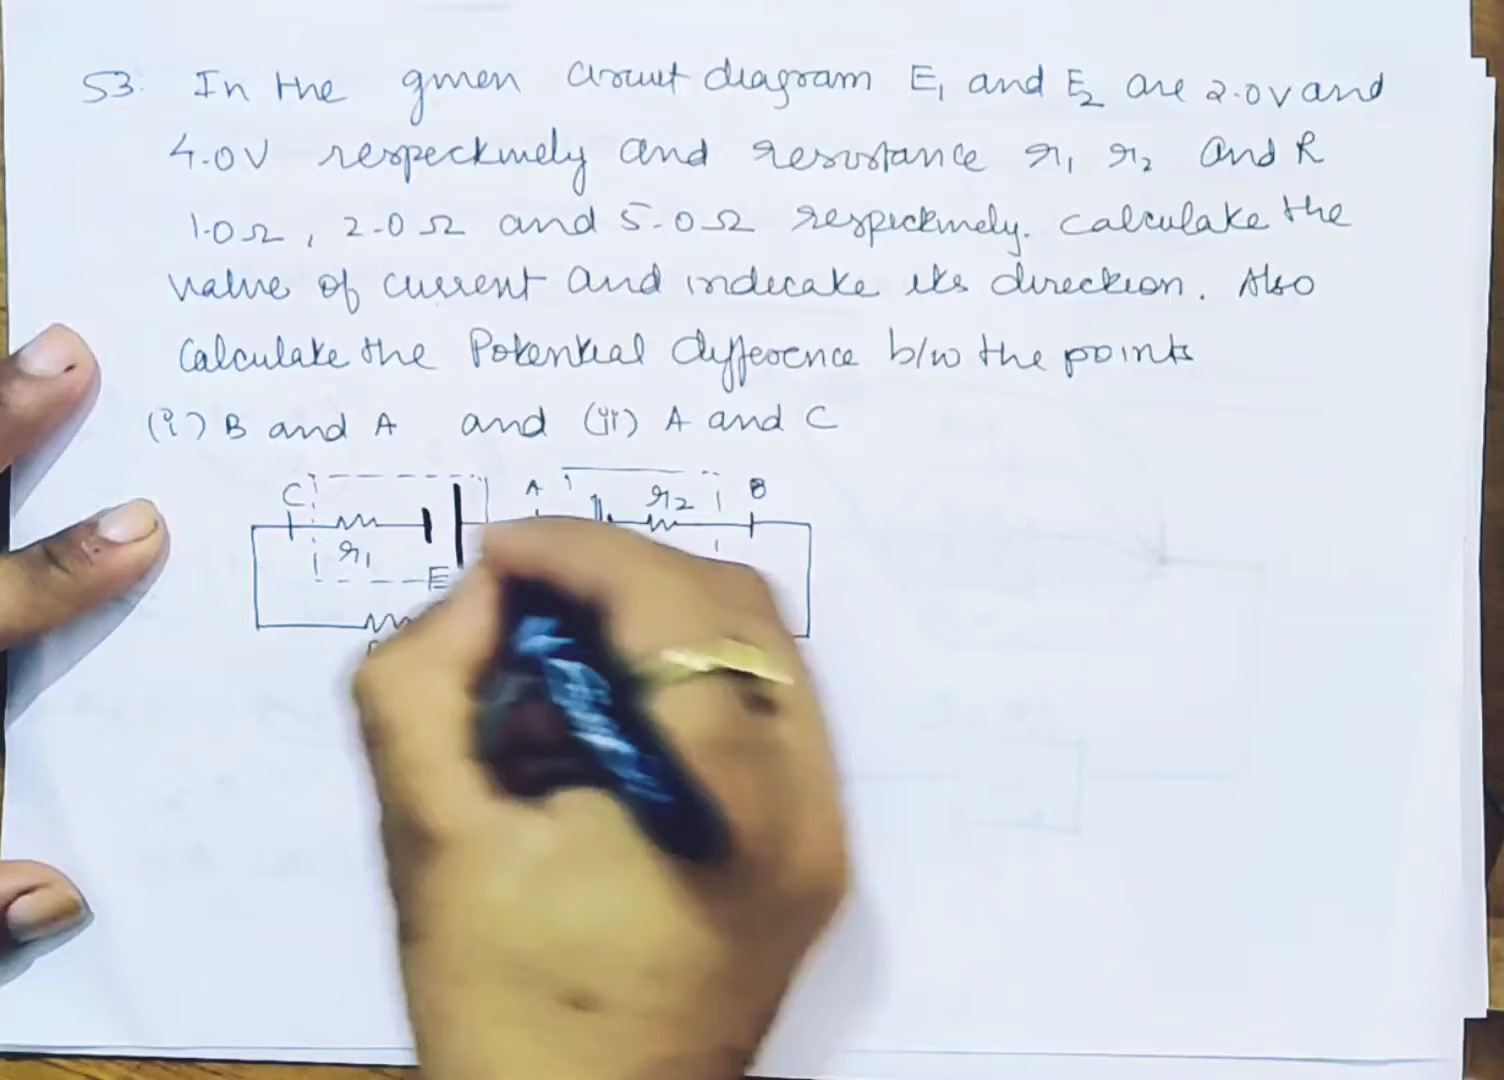 53. In the given circuit diagram E₁ and E₂ are 2.0V and
4.0V respectively and resistance r₁ r₂ and R
1.0Ω, 2.0Ω and 5.0Ω respectively. Calculate the
value of current and indicate its direction. Also
Calculate the Potential difference b/w the points
(i) B and A and (ii) A and C
C A r₂ B
r₁
E